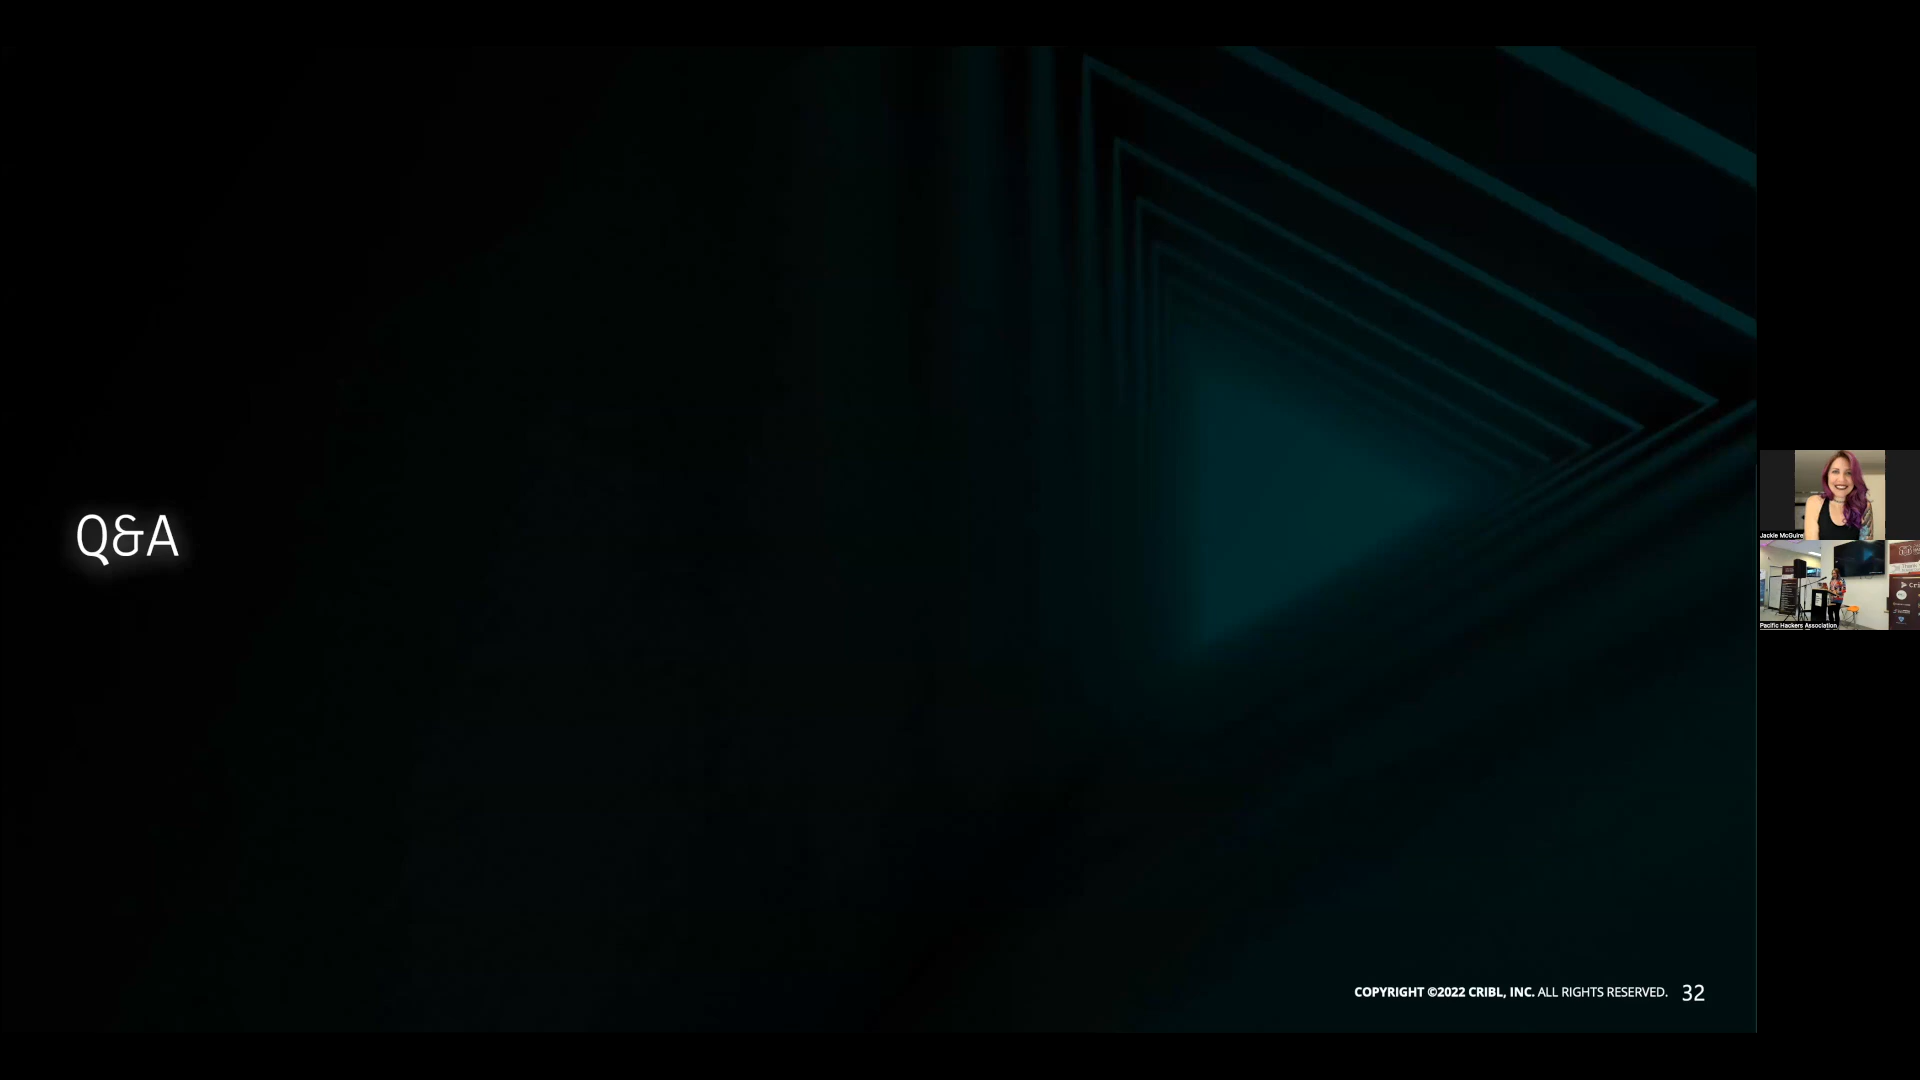 Q&A
COPYRIGHT ©2022 CRIBL, INC. ALL RIGHTS RESERVED. 32
Jackie McGuire
Pacific Hackers Association